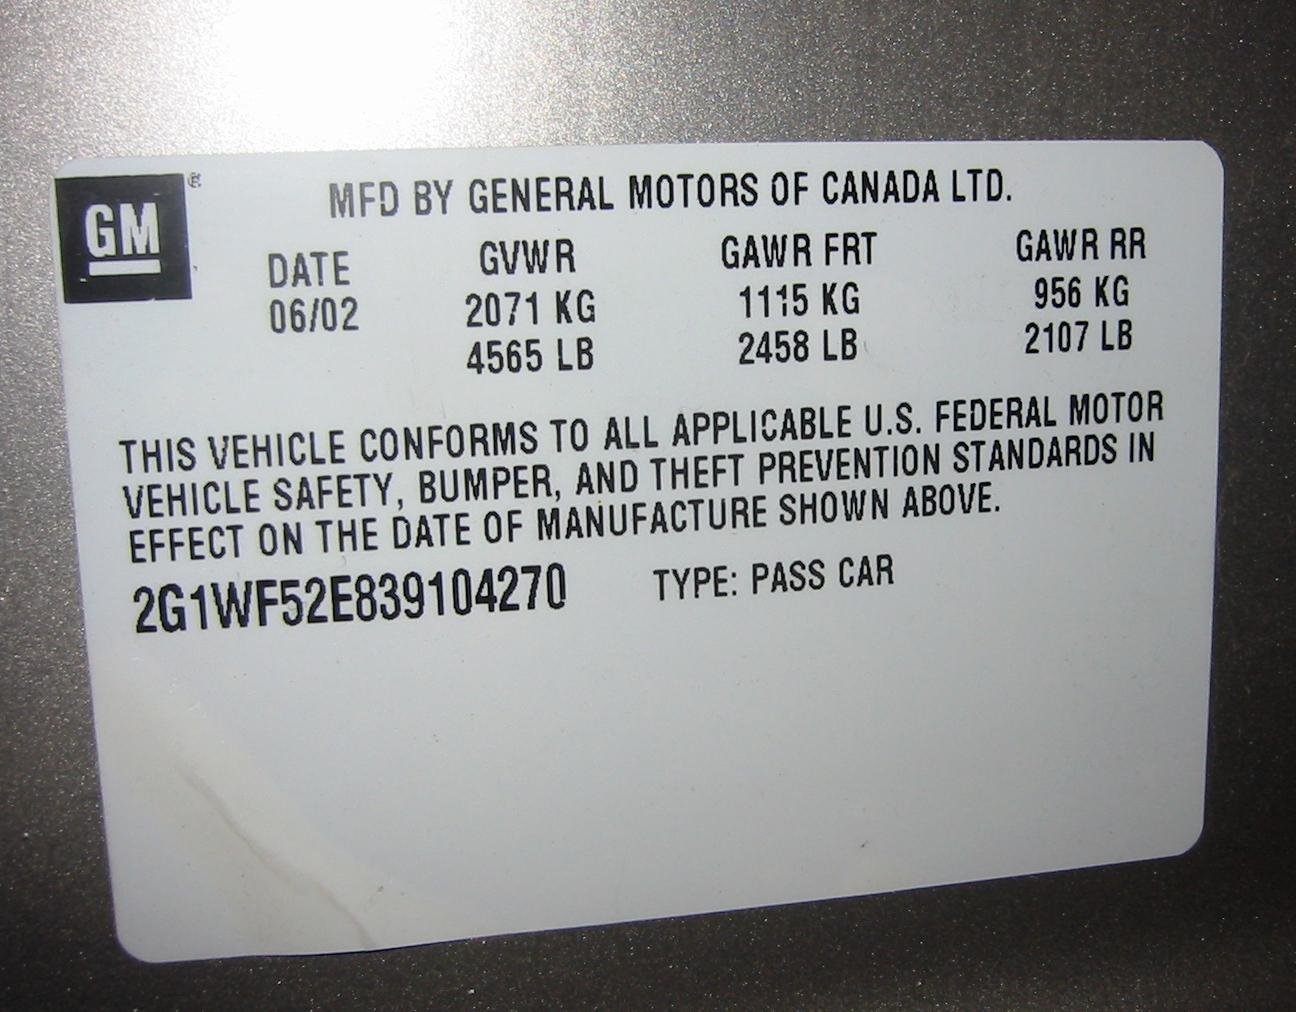 GM ®
MFD BY GENERAL MOTORS OF CANADA LTD.
DATE GVWR GAWR FRT GAWR RR
06/02 2071 KG 1115 KG 956 KG
4565 LB 2458 LB 2107 LB
THIS VEHICLE CONFORMS TO ALL APPLICABLE U.S. FEDERAL MOTOR
VEHICLE SAFETY, BUMPER, AND THEFT PREVENTION STANDARDS IN
EFFECT ON THE DATE OF MANUFACTURE SHOWN ABOVE.
2G1WF52E839104270 TYPE: PASS CAR